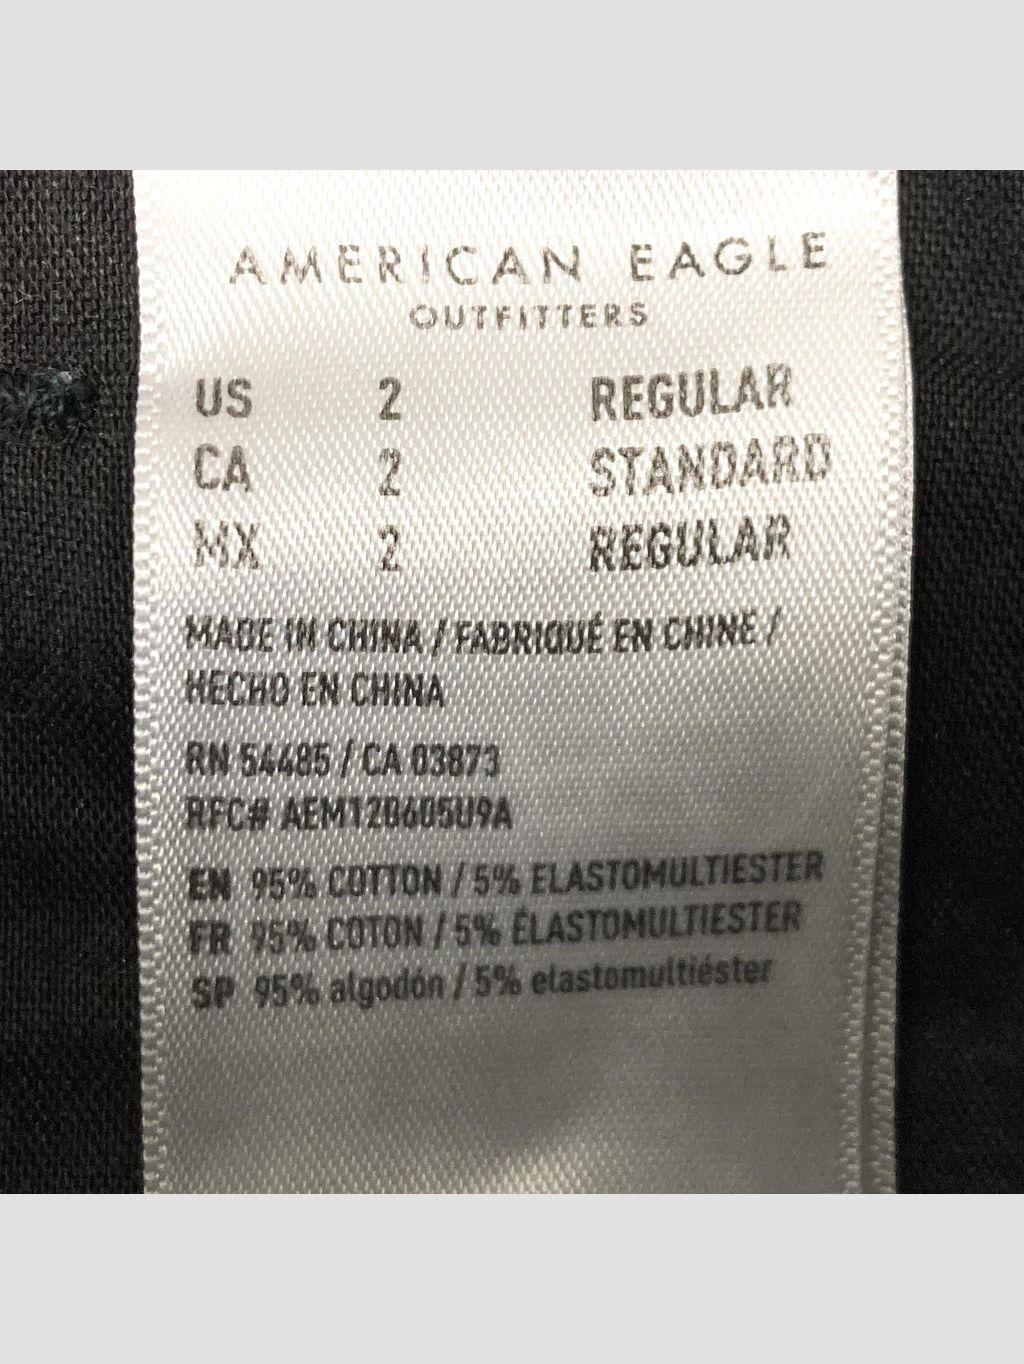 AMERICAN EAGLE
OUTFITTERS
US 2 REGULAR
CA 2 STANDARD
MX 2 REGULAR
MADE IN CHINA / FABRIQUÉ EN CHINE /
HECHO EN CHINA
RN 54485 / CA 03873
RFC# AEM120605U9A
EN 95% COTTON / 5% ELASTOMULTIESTER
FR 95% COTON / 5% ÉLASTOMULTIESTER
SP 95% algodón / 5% elastomultiéster